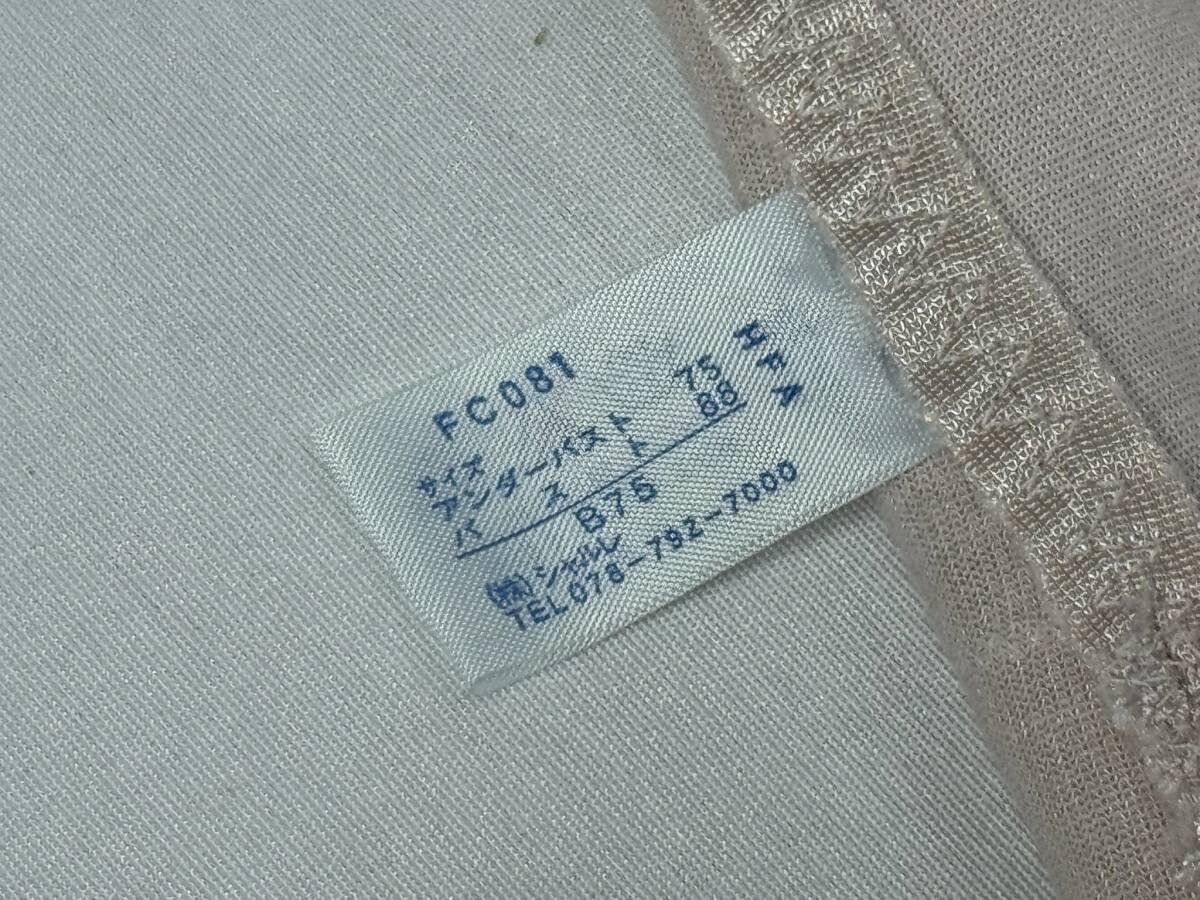 FC081
サイズ
アンダーバスト 75
バスト 88
B75
㈱シャルレ
TEL078-792-7000
HFA